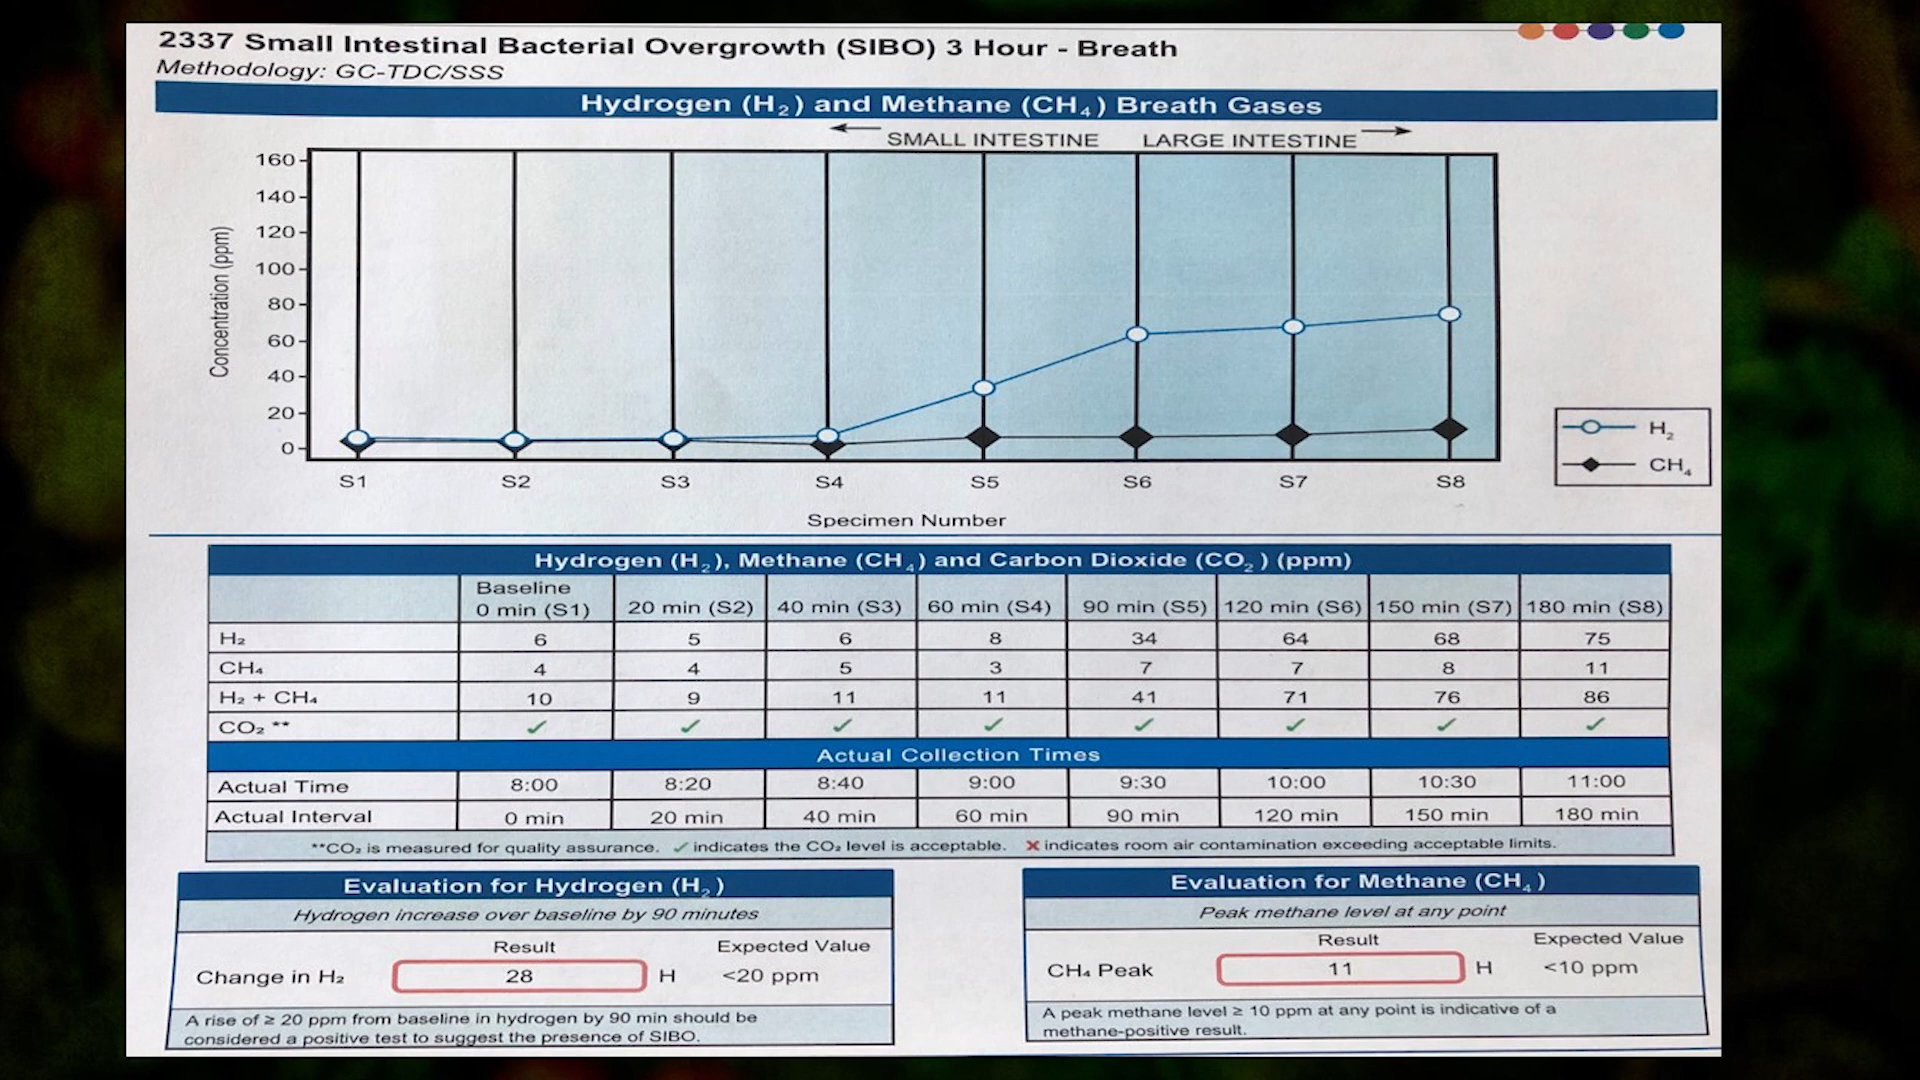 2337 Small Intestinal Bacterial Overgrowth (SIBO) 3 Hour - Breath
Methodology: GC-TDC/SSS
Hydrogen (H₂) and Methane (CH₄) Breath Gases
SMALL INTESTINE LARGE INTESTINE
Concentration (ppm)
160
140
120
100
80
60
40
20
0
S1 S2 S3 S4 S5 S6 S7 S8
Specimen Number
H₂
CH₄
Hydrogen (H₂), Methane (CH₄) and Carbon Dioxide (CO₂) (ppm)
Baseline
0 min (S1) 20 min (S2) 40 min (S3) 60 min (S4) 90 min (S5) 120 min (S6) 150 min (S7) 180 min (S8)
H₂ 6 5 6 8 34 64 68 75
CH₄ 4 4 5 3 7 7 8 11
H₂ + CH₄ 10 9 11 11 41 71 76 86
CO₂ ** ✓ ✓ ✓ ✓ ✓ ✓ ✓ ✓
Actual Collection Times
Actual Time 8:00 8:20 8:40 9:00 9:30 10:00 10:30 11:00
Actual Interval 0 min 20 min 40 min 60 min 90 min 120 min 150 min 180 min
**CO₂ is measured for quality assurance. ✓ indicates the CO₂ level is acceptable. ✗ indicates room air contamination exceeding acceptable limits.
Evaluation for Hydrogen (H₂)
Hydrogen increase over baseline by 90 minutes
Result Expected Value
Change in H₂ 28 H <20 ppm
A rise of ≥ 20 ppm from baseline in hydrogen by 90 min should be
considered a positive test to suggest the presence of SIBO.
Evaluation for Methane (CH₄)
Peak methane level at any point
Result Expected Value
CH₄ Peak 11 H <10 ppm
A peak methane level ≥ 10 ppm at any point is indicative of a
methane-positive result.